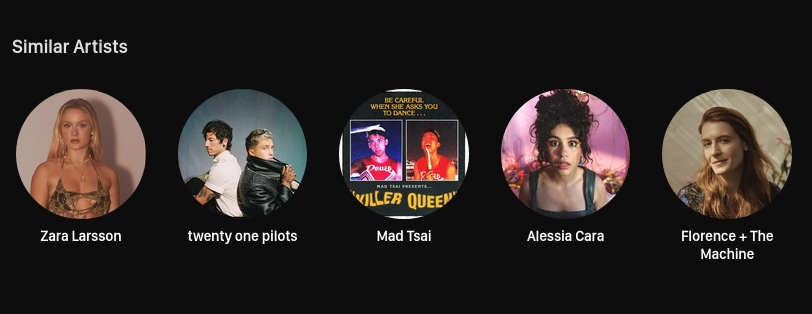 Similar Artists
BE CAREFUL
WHEN SHE ASKS YOU
TO DANCE . . .
MAD TSAI PRESENTS...
KILLER QUEEN
Zara Larsson
twenty one pilots
Mad Tsai
Alessia Cara
Florence + The
Machine